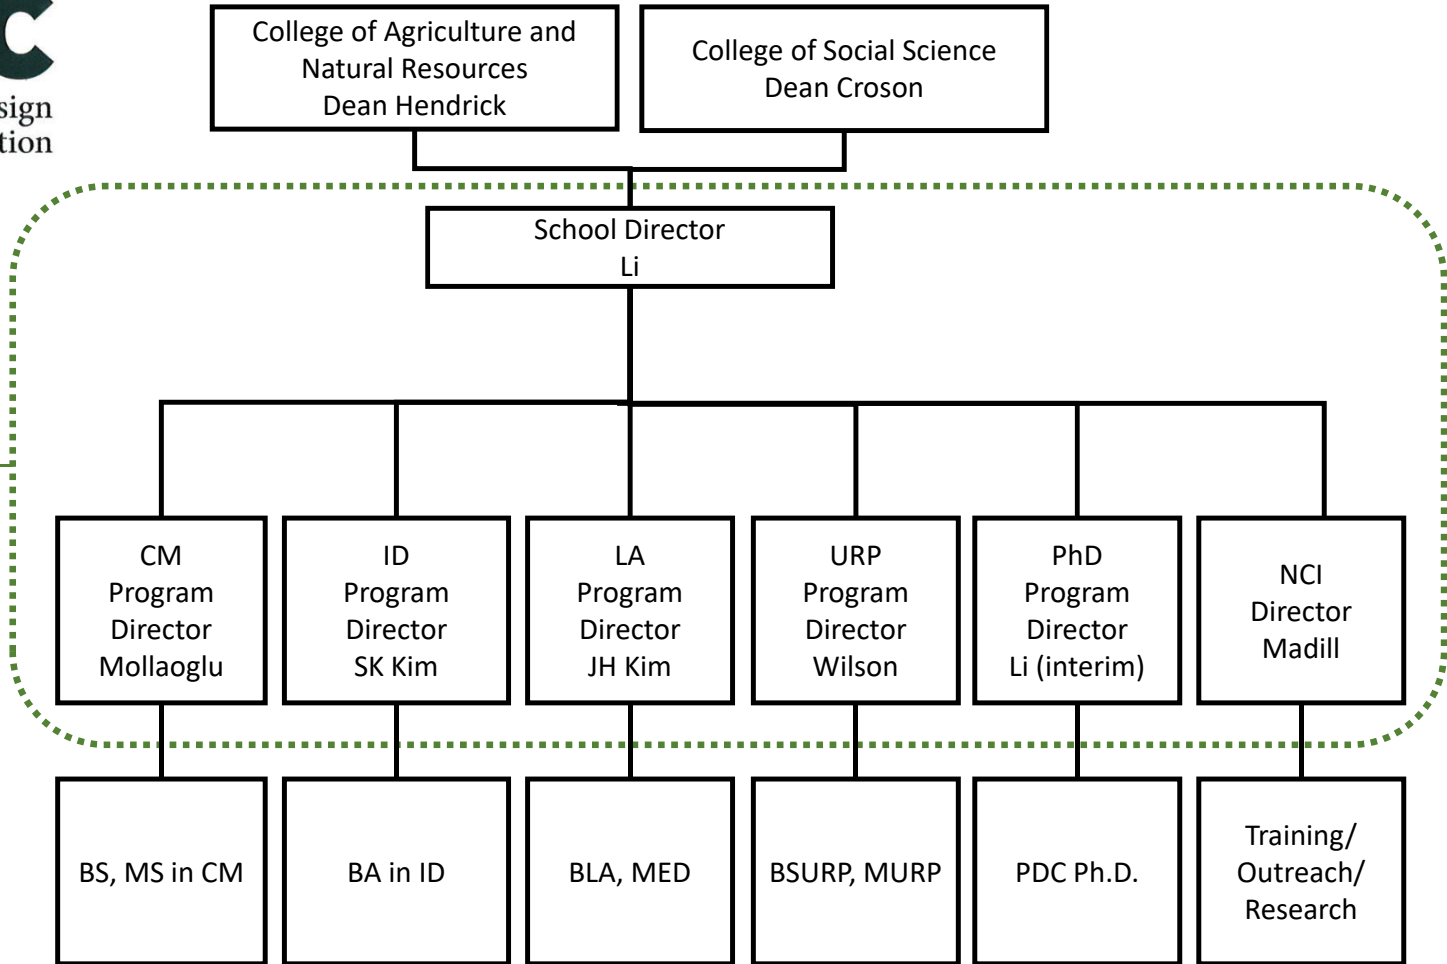 C
sign
tion
College of Agriculture and
Natural Resources
Dean Hendrick
College of Social Science
Dean Croson
School Director
Li
CM
Program
Director
Mollaoglu
ID
Program
Director
SK Kim
LA
Program
Director
JH Kim
URP
Program
Director
Wilson
PhD
Program
Director
Li (interim)
NCI
Director
Madill
BS, MS in CM
BA in ID
BLA, MED
BSURP, MURP
PDC Ph.D.
Training/
Outreach/
Research